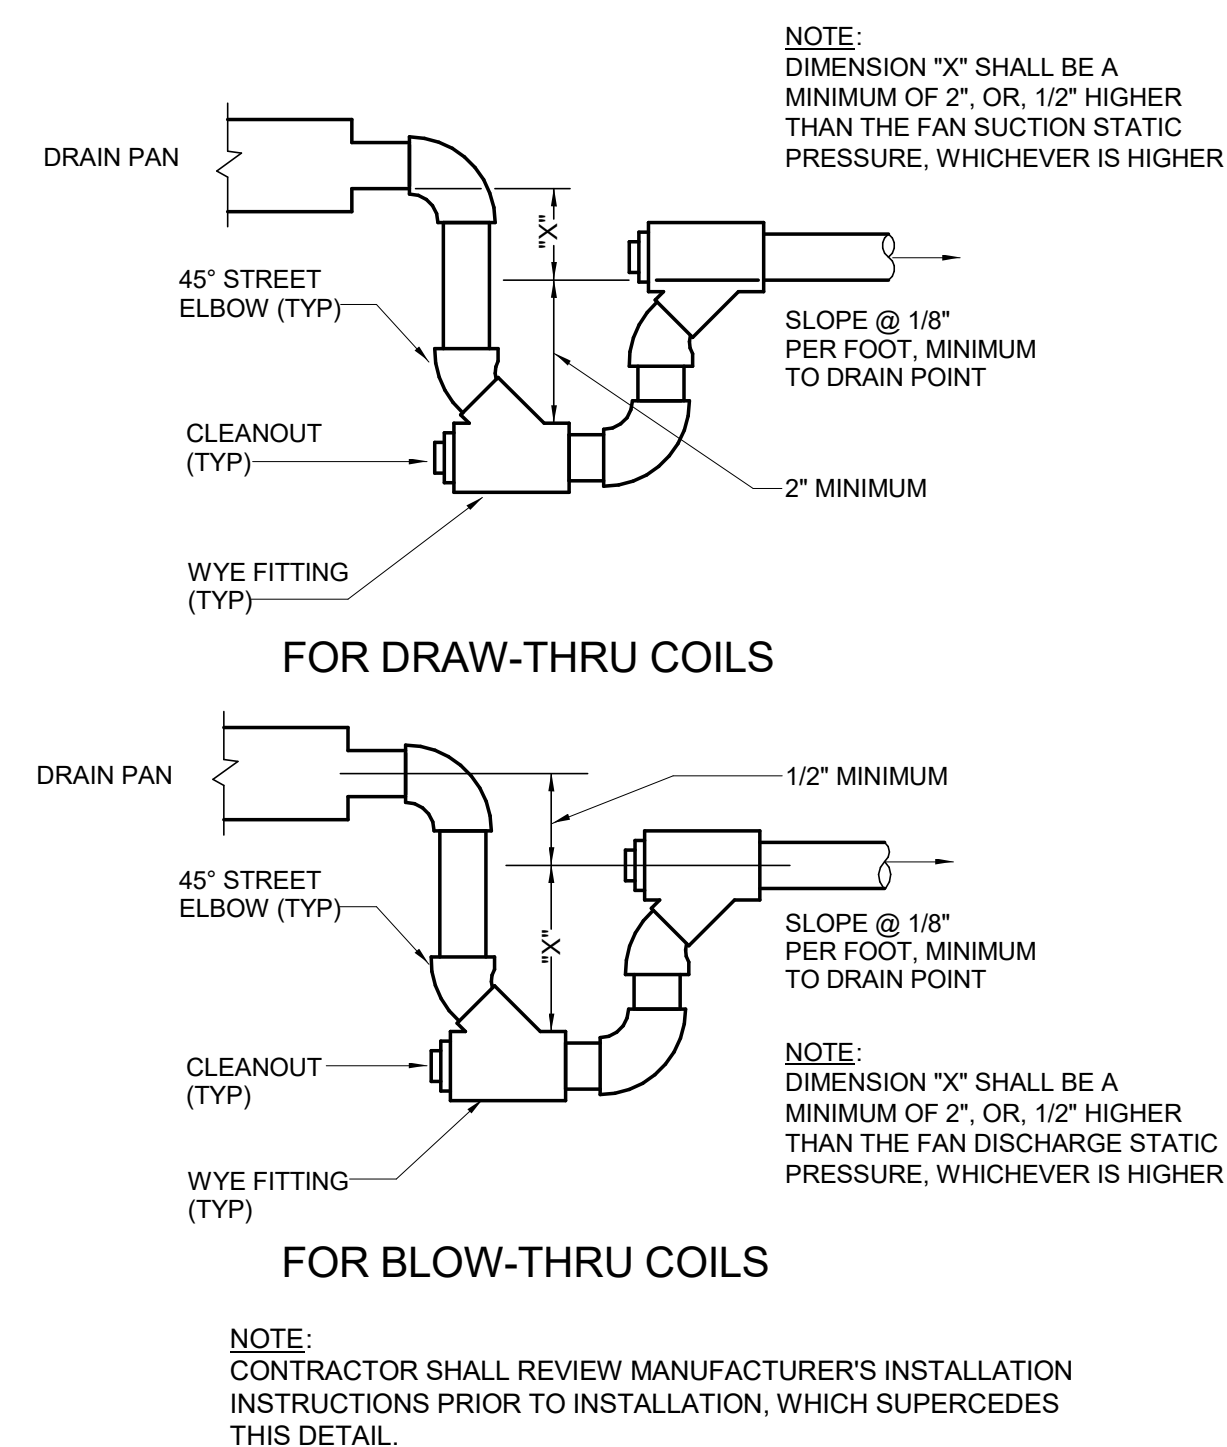 NOTE:
DIMENSION "X" SHALL BE A
MINIMUM OF 2", OR, 1/2" HIGHER
THAN THE FAN SUCTION STATIC
PRESSURE, WHICHEVER IS HIGHER
DRAIN PAN
"X"
45° STREET
ELBOW (TYP)
SLOPE @ 1/8"
PER FOOT, MINIMUM
TO DRAIN POINT
CLEANOUT
(TYP)
2" MINIMUM
WYE FITTING
(TYP)
FOR DRAW-THRU COILS
DRAIN PAN
1/2" MINIMUM
45° STREET
ELBOW (TYP)
"X"
SLOPE @ 1/8"
PER FOOT, MINIMUM
TO DRAIN POINT
CLEANOUT
(TYP)
NOTE:
DIMENSION "X" SHALL BE A
MINIMUM OF 2", OR, 1/2" HIGHER
THAN THE FAN DISCHARGE STATIC
PRESSURE, WHICHEVER IS HIGHER
WYE FITTING
(TYP)
FOR BLOW-THRU COILS
NOTE:
CONTRACTOR SHALL REVIEW MANUFACTURER'S INSTALLATION
INSTRUCTIONS PRIOR TO INSTALLATION, WHICH SUPERCEDES
THIS DETAIL.